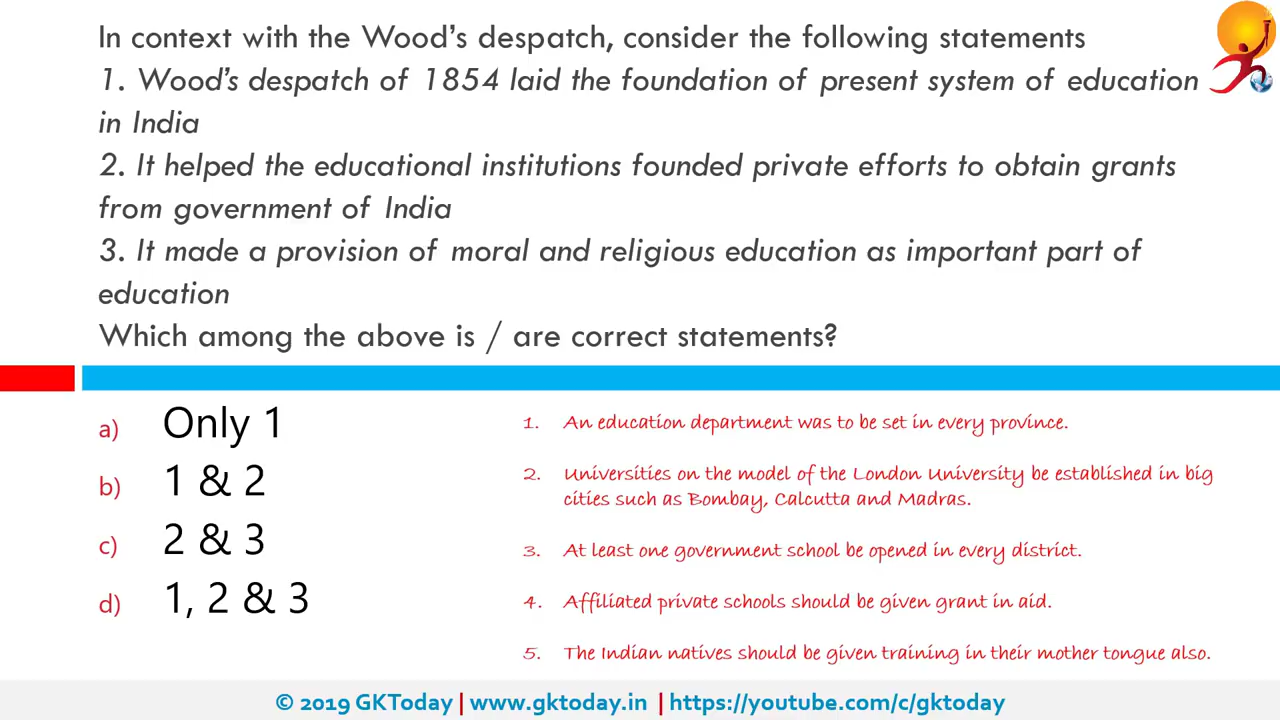 In context with the Wood's despatch, consider the following statements
1. Wood's despatch of 1854 laid the foundation of present system of education
in India
2. It helped the educational institutions founded private efforts to obtain grants
from government of India
3. It made a provision of moral and religious education as important part of
education
Which among the above is / are correct statements?
a) Only 1
b) 1 & 2
c) 2 & 3
d) 1, 2 & 3
1. An education department was to be set in every province.
2. Universities on the model of the London University be established in big
cities such as Bombay, Calcutta and Madras.
3. At least one government school be opened in every district.
4. Affiliated private schools should be given grant in aid.
5. The Indian natives should be given training in their mother tongue also.
© 2019 GKToday | www.gktoday.in | https://youtube.com/c/gktoday